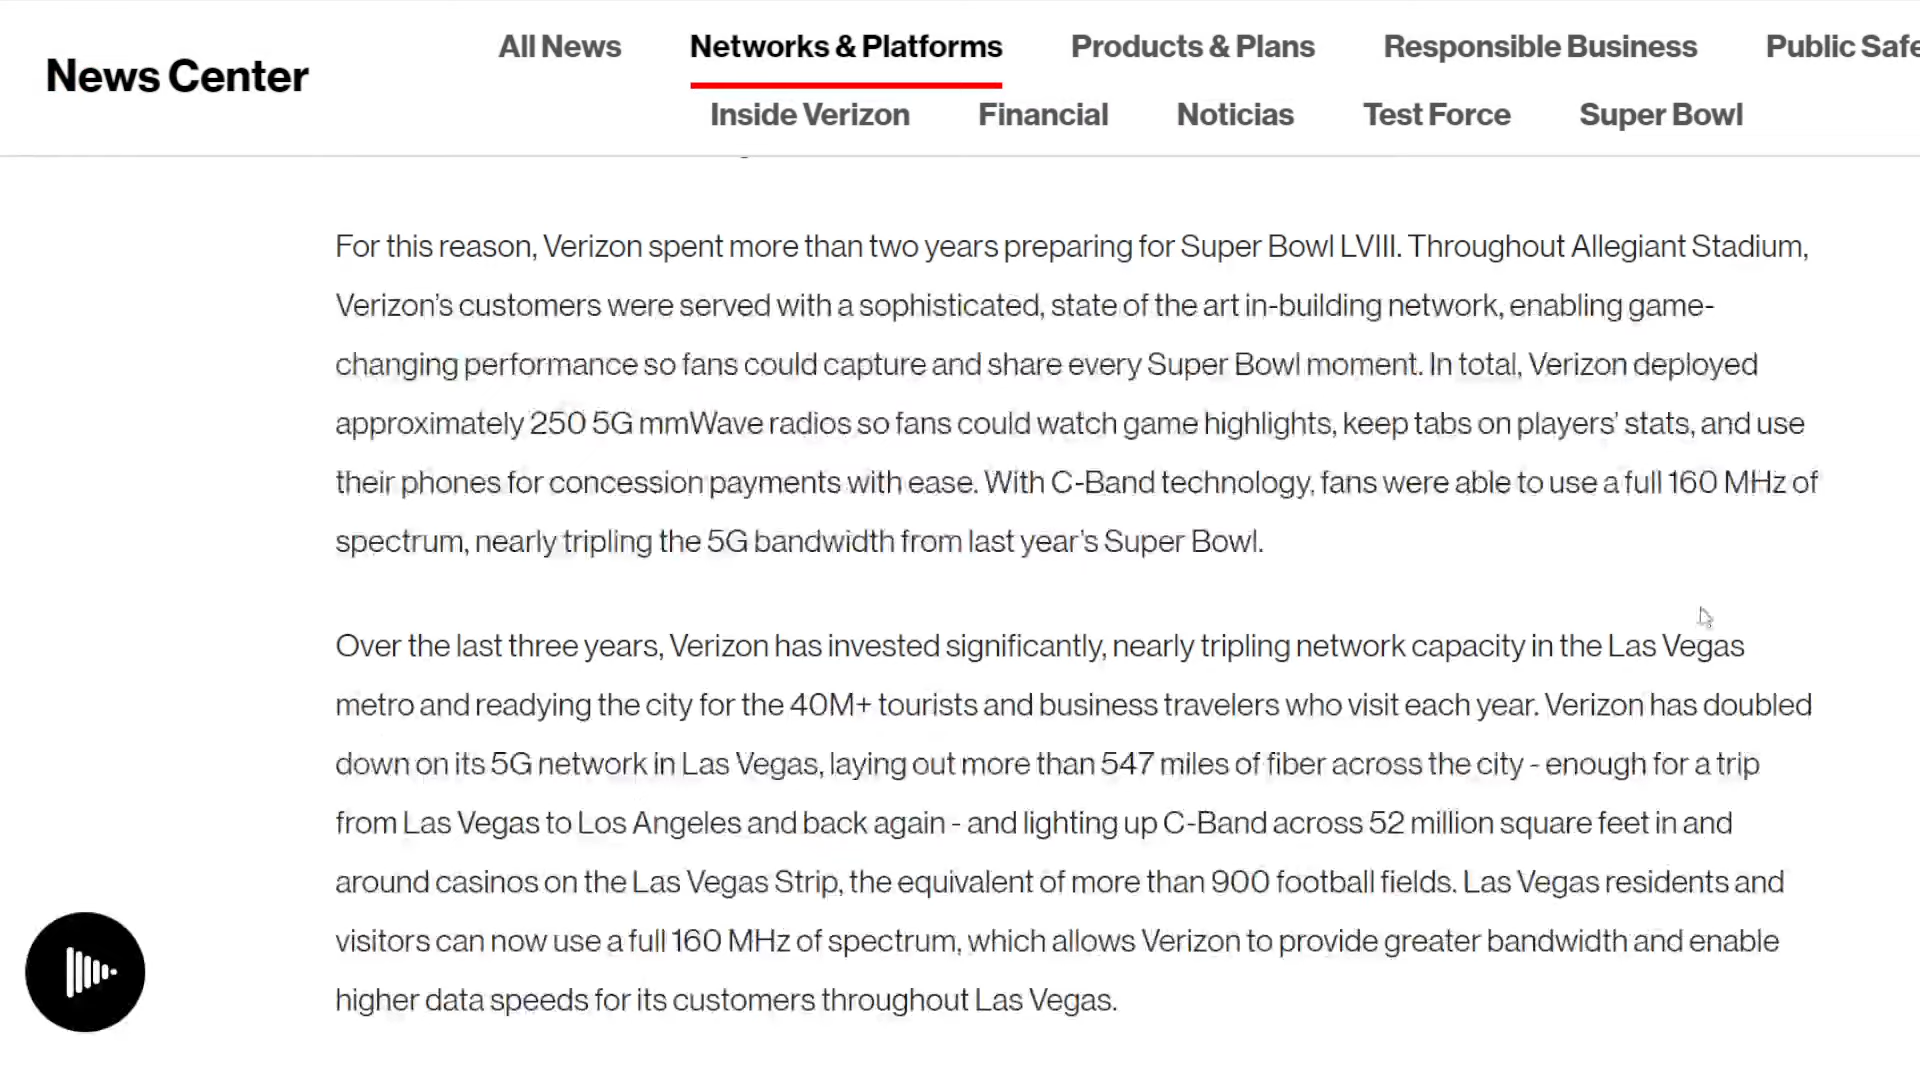 News Center
All News Networks & Platforms Products & Plans Responsible Business Public Safe
Inside Verizon Financial Noticias Test Force Super Bowl
For this reason, Verizon spent more than two years preparing for Super Bowl LVIII. Throughout Allegiant Stadium,
Verizon’s customers were served with a sophisticated, state of the art in-building network, enabling game-
changing performance so fans could capture and share every Super Bowl moment. In total, Verizon deployed
approximately 250 5G mmWave radios so fans could watch game highlights, keep tabs on players’ stats, and use
their phones for concession payments with ease. With C-Band technology, fans were able to use a full 160 MHz of
spectrum, nearly tripling the 5G bandwidth from last year’s Super Bowl.
Over the last three years, Verizon has invested significantly, nearly tripling network capacity in the Las Vegas
metro and readying the city for the 40M+ tourists and business travelers who visit each year. Verizon has doubled
down on its 5G network in Las Vegas, laying out more than 547 miles of fiber across the city - enough for a trip
from Las Vegas to Los Angeles and back again - and lighting up C-Band across 52 million square feet in and
around casinos on the Las Vegas Strip, the equivalent of more than 900 football fields. Las Vegas residents and
visitors can now use a full 160 MHz of spectrum, which allows Verizon to provide greater bandwidth and enable
higher data speeds for its customers throughout Las Vegas.